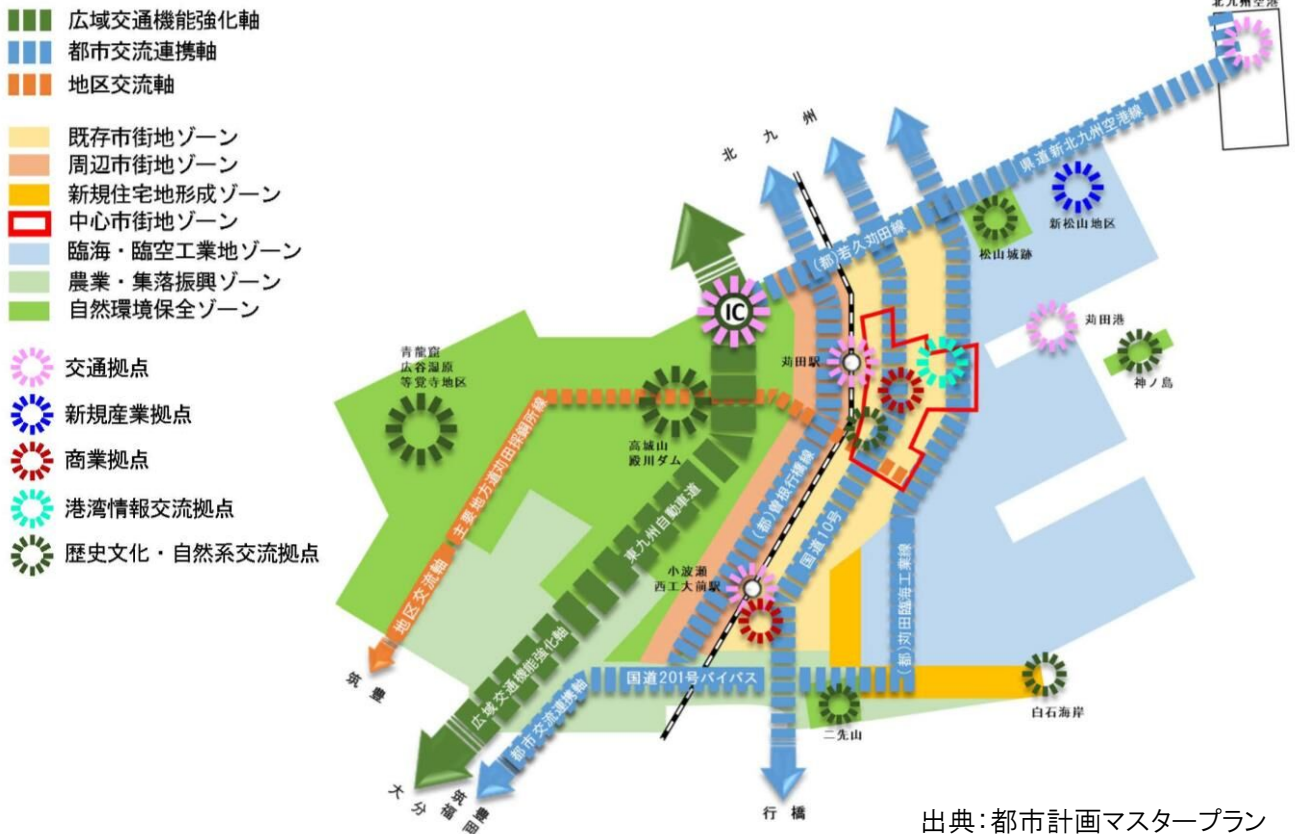 広域交通機能強化軸
都市交流連携軸
地区交流軸
既存市街地ゾーン
周辺市街地ゾーン
新規住宅地形成ゾーン
中心市街地ゾーン
臨海・臨空工業地ゾーン
農業・集落振興ゾーン
自然環境保全ゾーン
交通拠点
新規産業拠点
商業拠点
港湾情報交流拠点
歴史文化・自然系交流拠点
北九州空港
県道新北九州空港線
北九州
(都)若久苅田線
新松山地区
松山城跡
IC
苅田港
神ノ島
苅田駅
青龍窟
広谷湿原
等覚寺地区
高城山
殿川ダム
主要地方道苅田採銅所線
地区交流軸
筑豊
東九州自動車道
広域交通機能強化軸
大分
(都)曽根行橋線
国道10号
小波瀬
西工大前駅
(都)苅田臨海工業線
国道201号バイパス
都市交流連携軸
筑豊
福岡
二先山
白石海岸
行橋
出典:都市計画マスタープラン